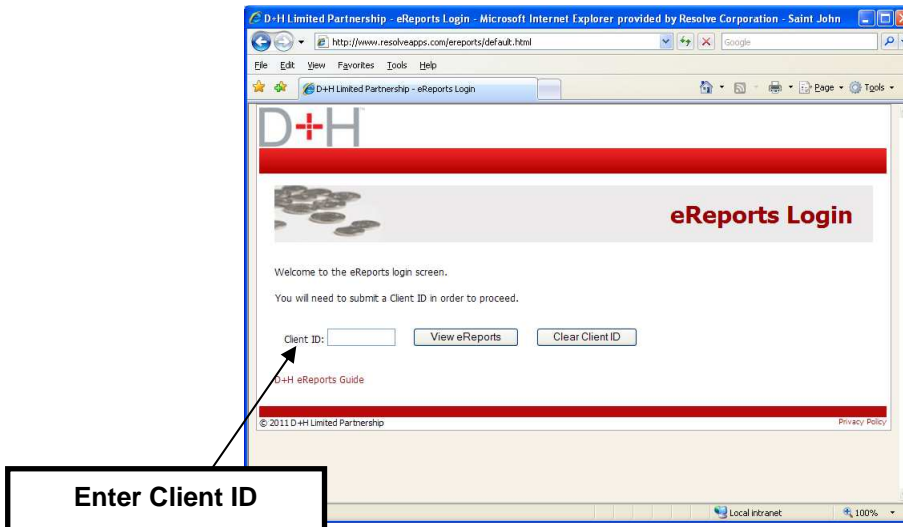 D+H Limited Partnership - eReports Login - Microsoft Internet Explorer provided by Resolve Corporation - Saint John
http://www.resolveapps.com/ereports/default.html
Google
File Edit View Favorites Tools Help
D+H Limited Partnership - eReports Login
Page Tools
D+H
eReports Login
Welcome to the eReports login screen.
You will need to submit a Client ID in order to proceed.
Client ID: View eReports Clear Client ID
D+H eReports Guide
© 2011 D+H Limited Partnership Privacy Policy
Enter Client ID
Local intranet 100%